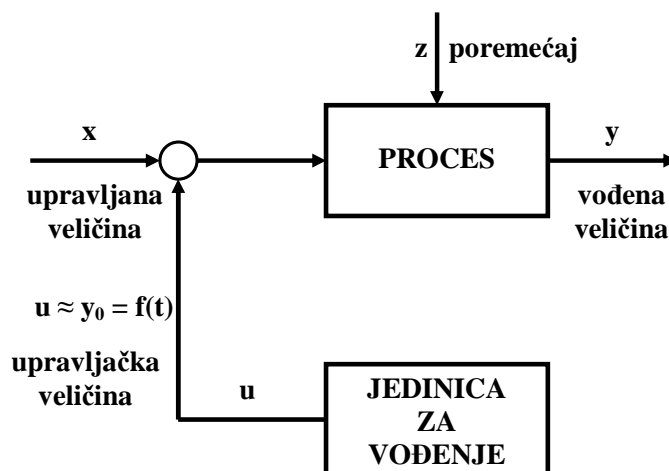 z poremećaj
x
PROCES
y
upravljana
veličina
vođena
veličina
u ≈ y₀ = f(t)
upravljačka
veličina
u
JEDINICA
ZA
VOĐENJE